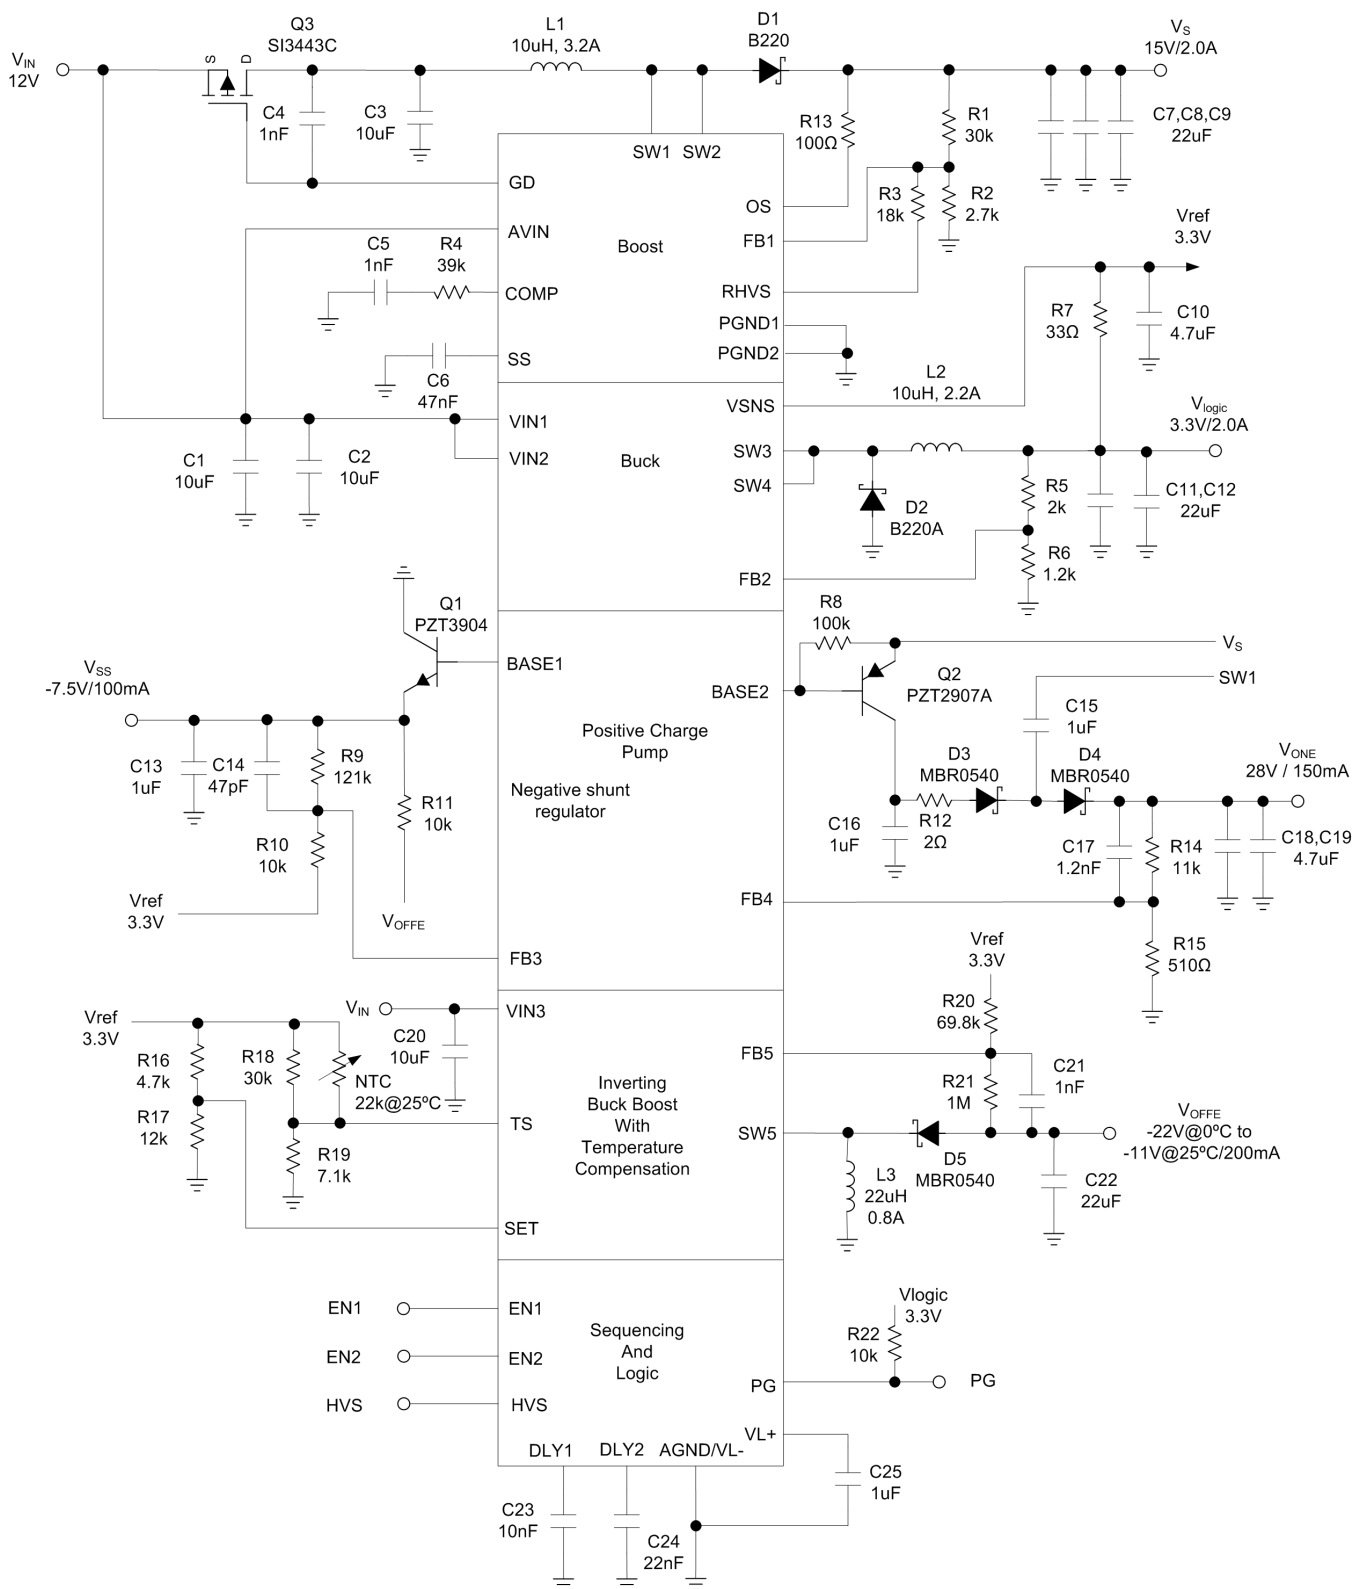 Q3
SI3443C
L1
10uH, 3.2A
D1
B220
V_S
15V/2.0A
V_IN
12V
S
D
C4
1nF
C3
10uF
SW1
SW2
R13
100Ω
R1
30k
C7,C8,C9
22uF
GD
AVIN
COMP
SS
Boost
OS
FB1
RHVS
PGND1
PGND2
R3
18k
R2
2.7k
Vref
3.3V
C5
1nF
R4
39k
C6
47nF
R7
33Ω
C10
4.7uF
L2
10uH, 2.2A
VIN1
VIN2
Buck
VSNS
SW3
SW4
FB2
V_logic
3.3V/2.0A
C1
10uF
C2
10uF
D2
B220A
R5
2k
C11,C12
22uF
R6
1.2k
Q1
PZT3904
V_SS
-7.5V/100mA
BASE1
R8
100k
BASE2
Q2
PZT2907A
V_S
SW1
Positive Charge
Pump
Negative shunt
regulator
C15
1uF
C13
1uF
C14
47pF
R9
121k
R11
10k
R10
10k
D3
MBR0540
D4
MBR0540
V_ONE
28V / 150mA
C16
1uF
R12
2Ω
C17
1.2nF
R14
11k
C18,C19
4.7uF
Vref
3.3V
V_OFFE
FB3
FB4
R15
510Ω
Vref
3.3V
V_IN
VIN3
C20
10uF
R20
69.8k
Vref
3.3V
R16
4.7k
R18
30k
NTC
22k@25ºC
R17
12k
R19
7.1k
TS
SET
Inverting
Buck Boost
With
Temperature
Compensation
FB5
SW5
R21
1M
C21
1nF
V_OFFE
-22V@0ºC to
-11V@25ºC/200mA
D5
MBR0540
L3
22uH
0.8A
C22
22uF
EN1
EN1
EN2
EN2
HVS
HVS
Sequencing
And
Logic
Vlogic
3.3V
R22
10k
PG
PG
VL+
DLY1
DLY2
AGND/VL-
C25
1uF
C23
10nF
C24
22nF